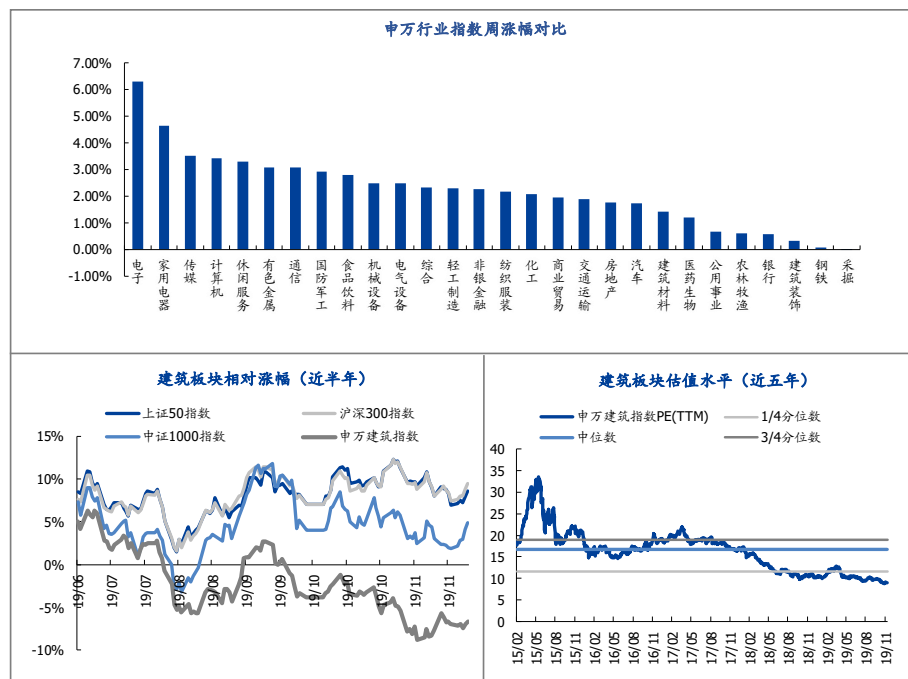 申万行业指数周涨幅对比
7.00%
6.00%
5.00%
4.00%
3.00%
2.00%
1.00%
0.00%
-1.00%
电子
家用电器
传媒
计算机
休闲服务
有色金属
通信
国防军工
食品饮料
机械设备
电气设备
综合
轻工制造
非银金融
纺织服装
化工
商业贸易
交通运输
房地产
汽车
建筑材料
医药生物
公用事业
农林牧渔
银行
建筑装饰
钢铁
采掘
建筑板块相对涨幅（近半年）
上证50指数
沪深300指数
中证1000指数
申万建筑指数
15%
10%
5%
0%
-5%
-10%
19/06
19/07
19/07
19/08
19/08
19/09
19/09
19/10
19/10
19/10
19/11
19/11
建筑板块估值水平（近五年）
申万建筑指数PE(TTM)
1/4分位数
中位数
3/4分位数
40
35
30
25
20
15
10
5
0
15/02
15/05
15/08
15/11
16/02
16/05
16/08
16/11
17/02
17/05
17/08
17/11
18/02
18/05
18/08
18/11
19/02
19/05
19/08
19/11